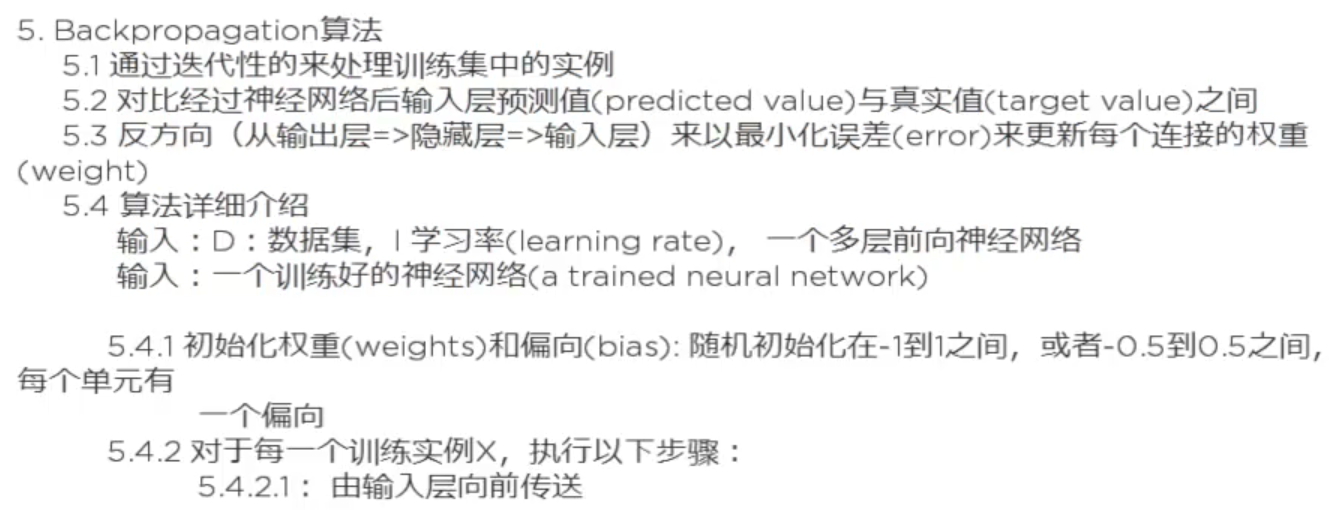 5. Backpropagation算法
5.1 通过迭代性的来处理训练集中的实例
5.2 对比经过神经网络后输入层预测值(predicted value)与真实值(target value)之间
5.3 反方向（从输出层=>隐藏层=>输入层）来以最小化误差(error)来更新每个连接的权重
(weight)
5.4 算法详细介绍
输入：D：数据集，l 学习率(learning rate)， 一个多层前向神经网络
输入：一个训练好的神经网络(a trained neural network)
5.4.1 初始化权重(weights)和偏向(bias): 随机初始化在-1到1之间，或者-0.5到0.5之间，
每个单元有
一个偏向
5.4.2 对于每一个训练实例X，执行以下步骤：
5.4.2.1： 由输入层向前传送